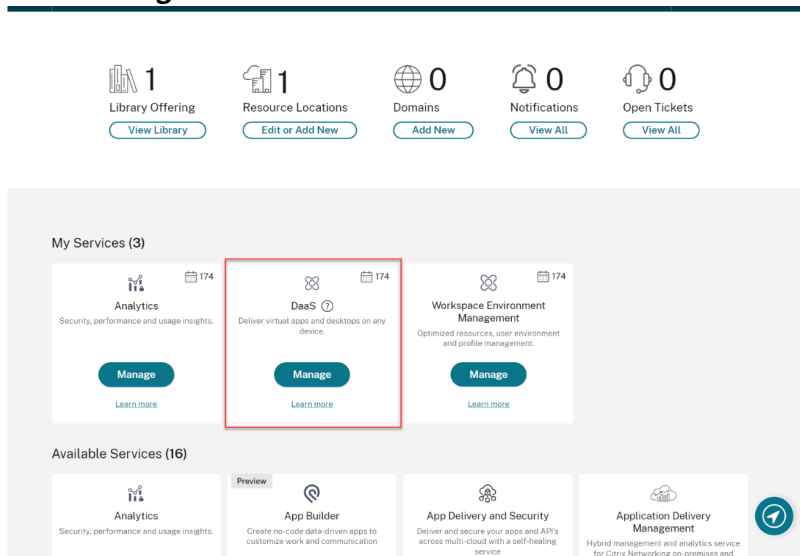 1
1
0
0
0
Library Offering
Resource Locations
Domains
Notifications
Open Tickets
View Library
Edit or Add New
Add New
View All
View All
My Services (3)
174
Analytics
Security, performance and usage insights.
Manage
Learn more
174
DaaS ?
Deliver virtual apps and desktops on any
device.
Manage
Learn more
174
Workspace Environment
Management
Optimized resources, user environment
and profile management.
Manage
Learn more
Available Services (16)
Analytics
Security, performance and usage insights.
Preview
App Builder
Create no-code data-driven apps to
customize work and communication
App Delivery and Security
Deliver and secure your apps and API's
across multi-cloud with a self-healing
service
Application Delivery
Management
Hybrid management and analytics service
for Citrix Networking on-premises and